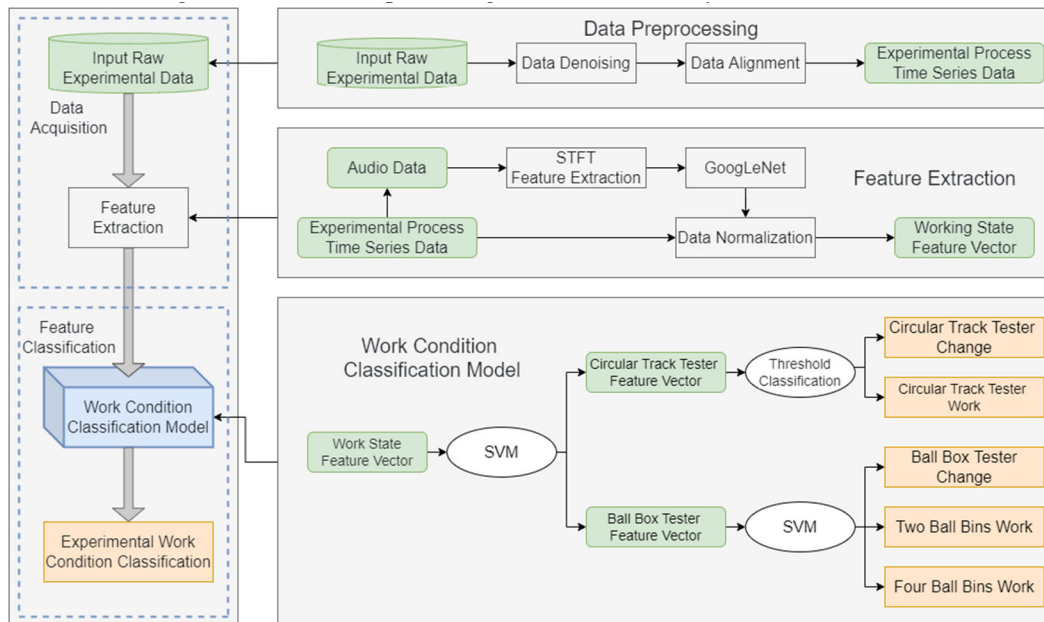 Input Raw
Experimental Data
Data
Acquisition
Feature
Extraction
Feature
Classification
Work Condition
Classification Model
Experimental Work
Condition Classification
Data Preprocessing
Input Raw
Experimental Data
Data Denoising
Data Alignment
Experimental Process
Time Series Data
Audio Data
STFT
Feature Extraction
GoogLeNet
Feature Extraction
Experimental Process
Time Series Data
Data Normalization
Working State
Feature Vector
Work Condition
Classification Model
Work State
Feature Vector
SVM
Circular Track Tester
Feature Vector
Threshold
Classification
Circular Track Tester
Change
Circular Track Tester
Work
Ball Box Tester
Feature Vector
SVM
Ball Box Tester
Change
Two Ball Bins Work
Four Ball Bins Work